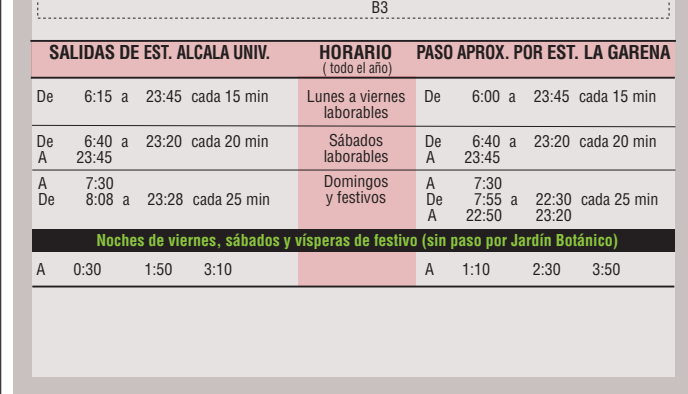 B3
SALIDAS DE EST. ALCALA UNIV. HORARIO PASO APROX. POR EST. LA GARENA
( todo el año)
De 6:15 a 23:45 cada 15 min Lunes a viernes De 6:00 a 23:45 cada 15 min
laborables
De 6:40 a 23:20 cada 20 min Sábados De 6:40 a 23:20 cada 20 min
A 23:45 laborables A 23:45
A 7:30 Domingos A 7:30
De 8:08 a 23:28 cada 25 min y festivos De 7:55 a 22:30 cada 25 min
A 22:50 23:20
Noches de viernes, sábados y vísperas de festivo (sin paso por Jardín Botánico)
A 0:30 1:50 3:10 A 1:10 2:30 3:50